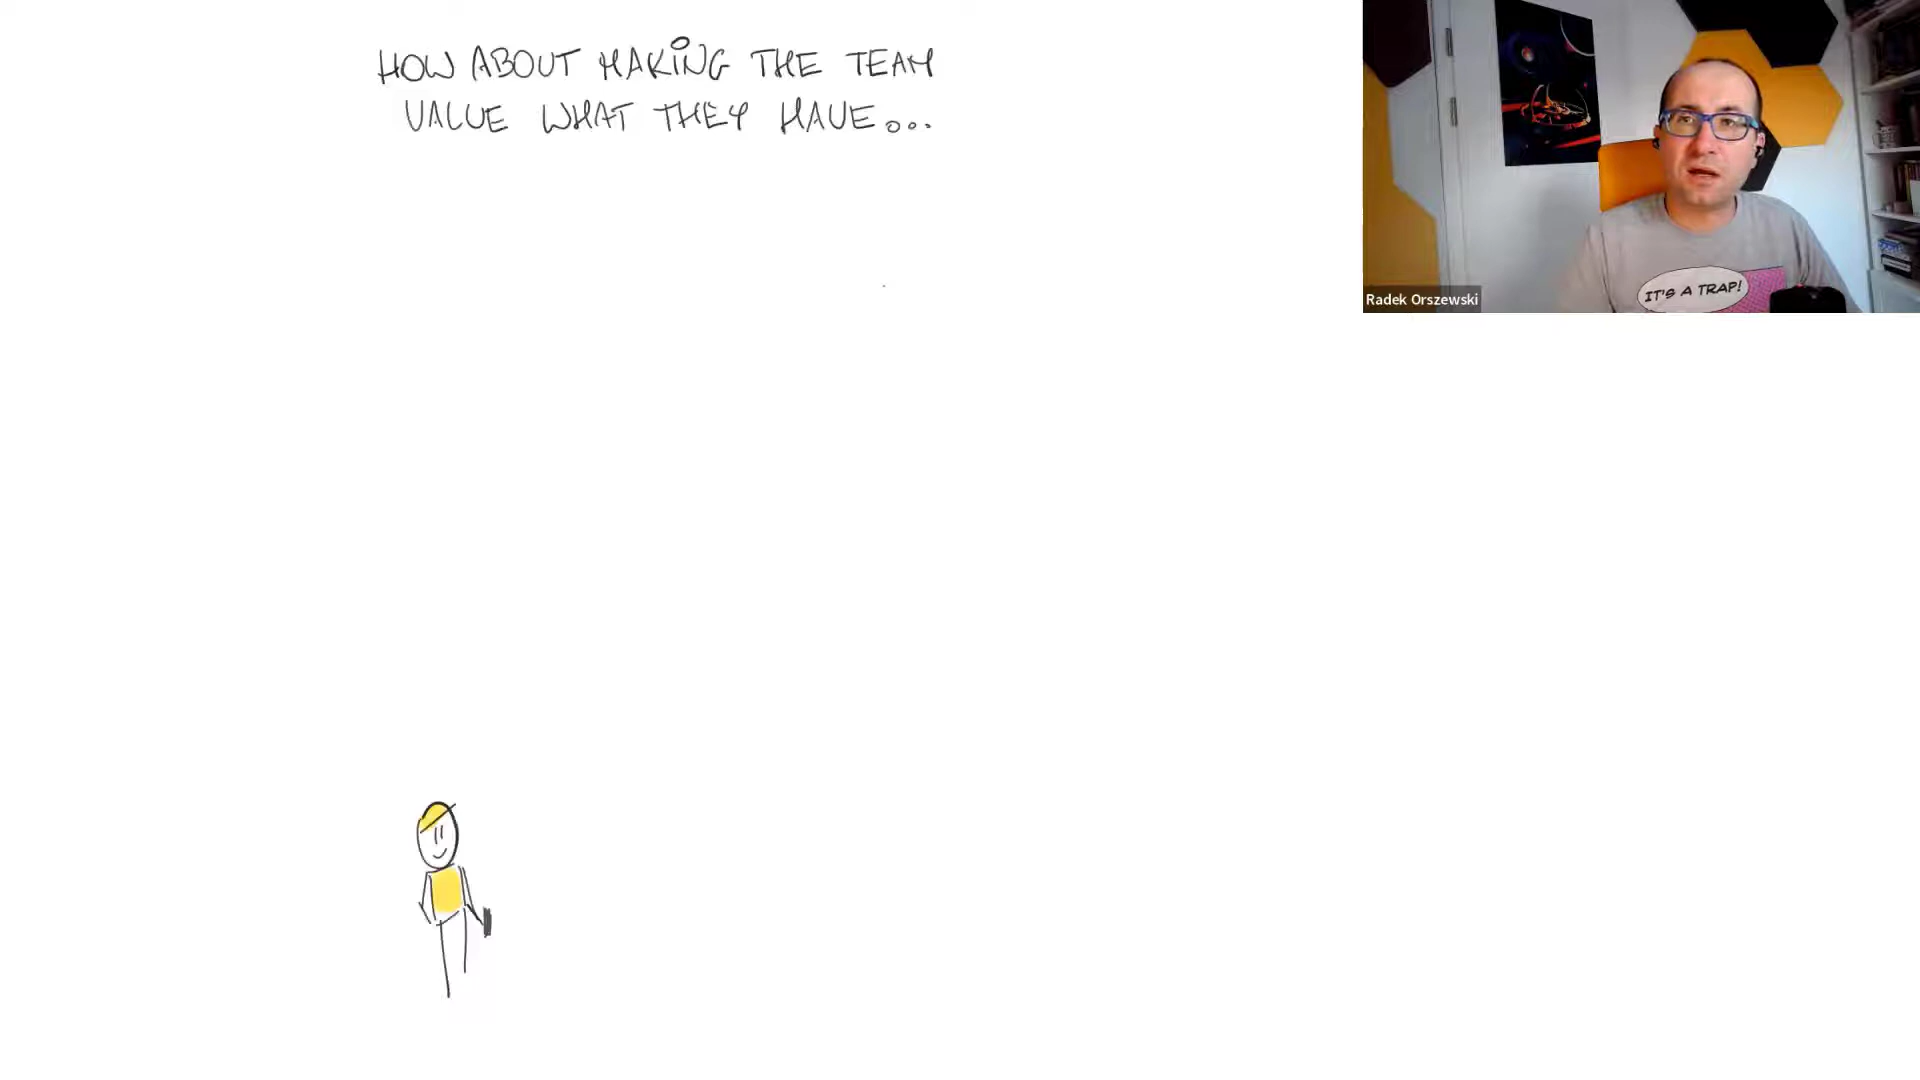 HOW ABOUT MAKING THE TEAM
VALUE WHAT THEY HAVE...
IT'S A TRAP!
Radek Orszewski